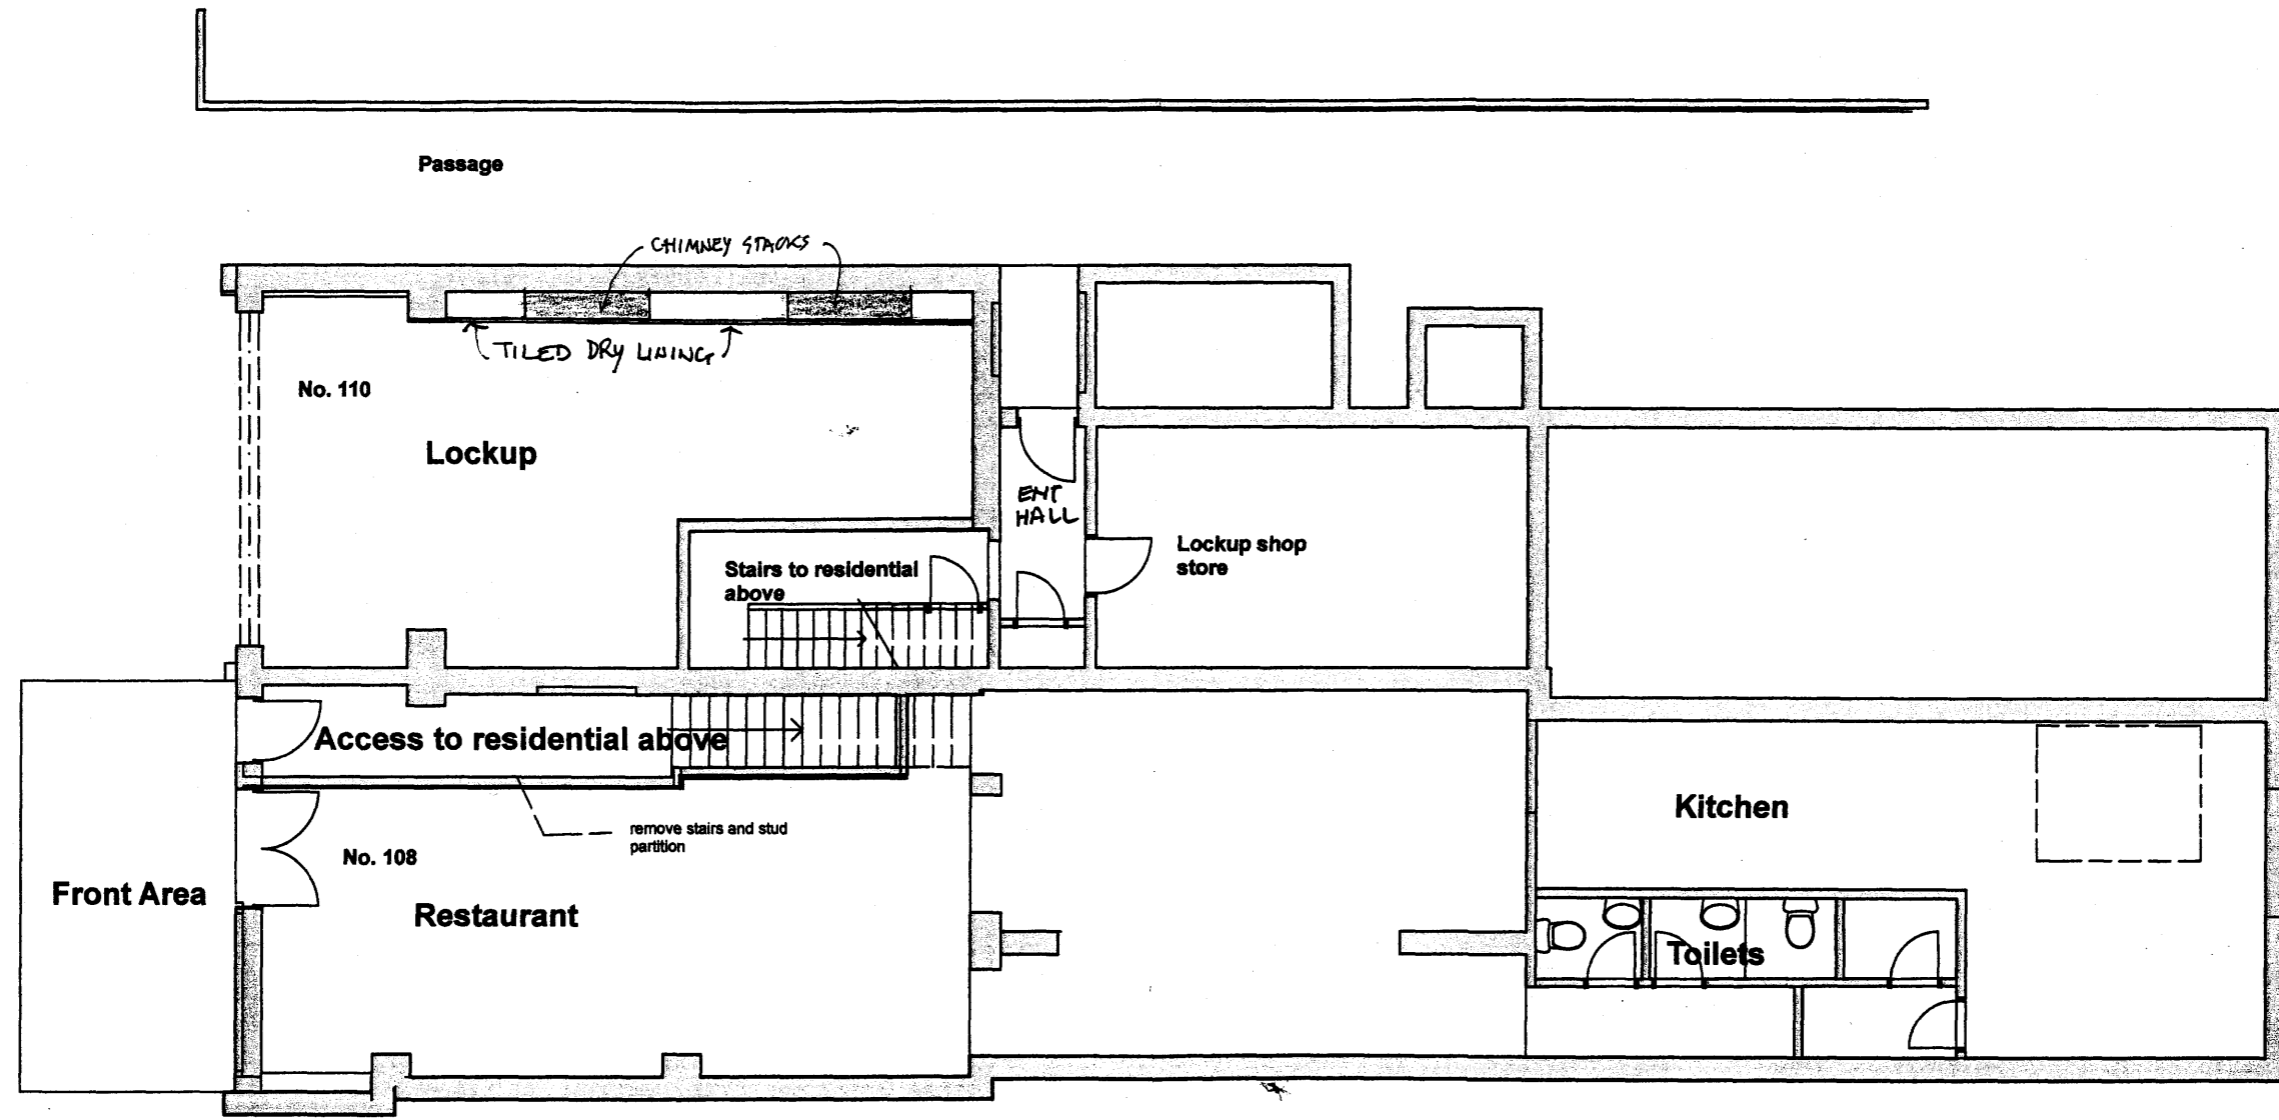 Passage
CHIMNEY STACKS
TILED DRY LINING
No. 110
Lockup
ENT
HALL
Lockup shop
store
Stairs to residential
above
Access to residential above
remove stairs and stud
partition
No. 108
Front Area
Restaurant
Kitchen
Toilets